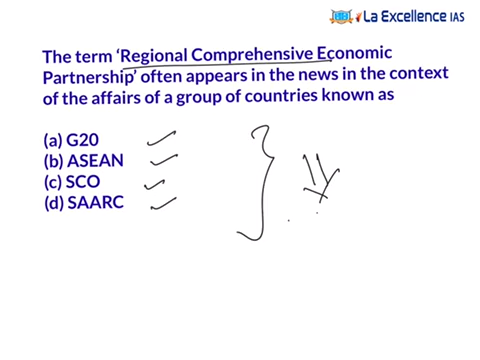 La Excellence IAS
The term ‘Regional Comprehensive Economic
Partnership’ often appears in the news in the context
of the affairs of a group of countries known as
(a) G20
(b) ASEAN
(c) SCO
(d) SAARC